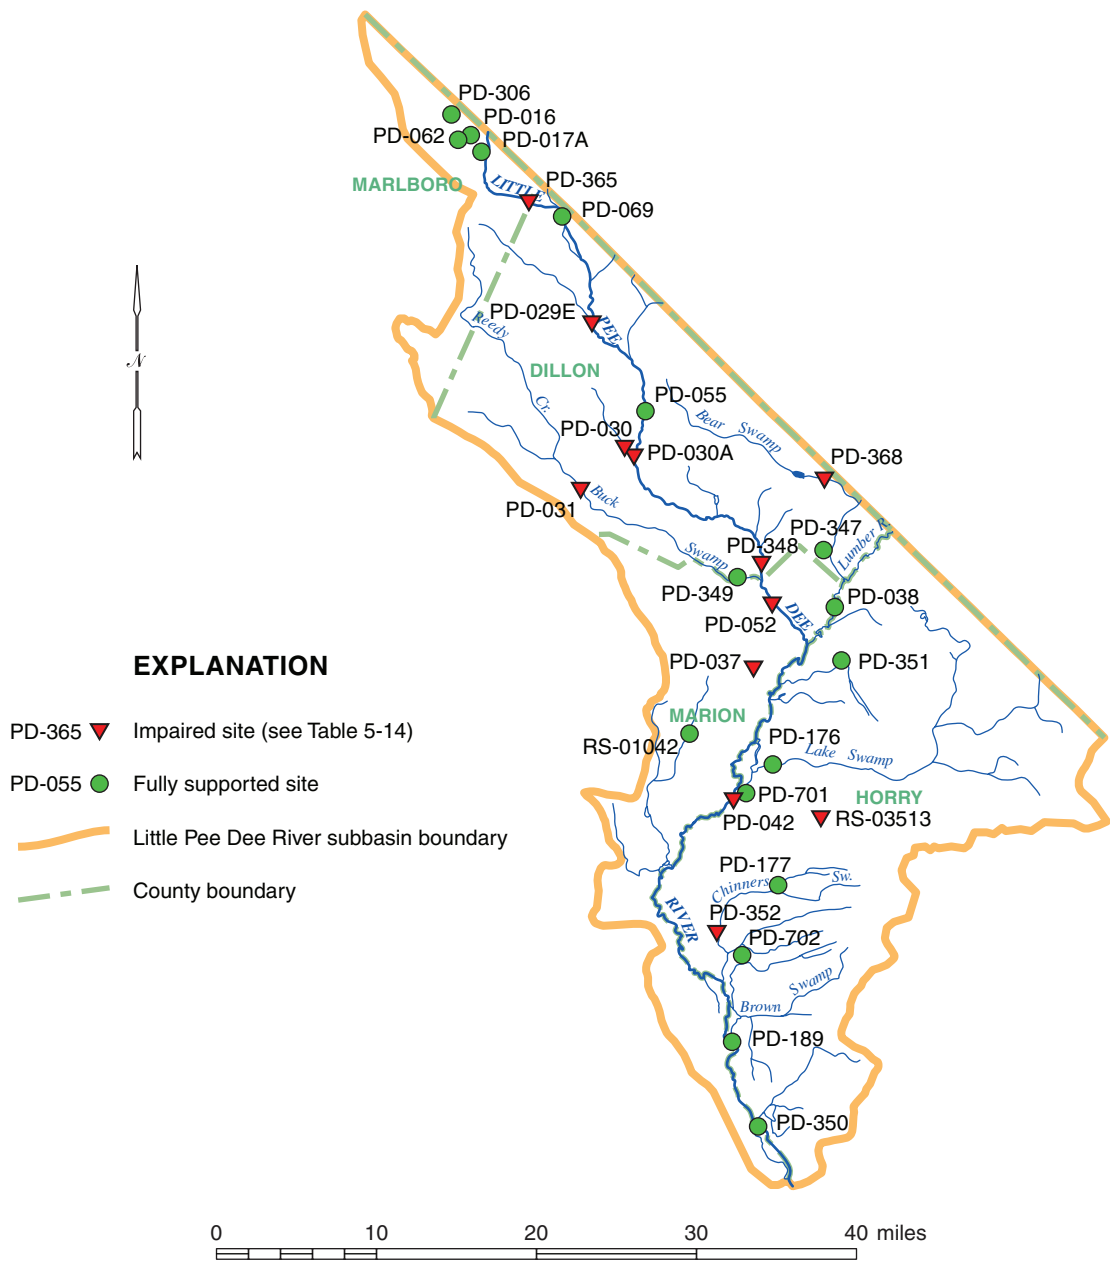 PD-306
PD-016
PD-062
PD-017A
MARLBORO
LITTLE
PD-365
PD-069
PD-029E
PEE
Reedy
Cr.
DILLON
PD-055
Bear Swamp
PD-030
PD-030A
PD-368
PD-031
Buck
Swamp
PD-347
PD-348
Lumber R.
PD-349
PD-038
PD-052
DEE
PD-037
PD-351
MARION
RS-01042
PD-176
Lake Swamp
PD-701
HORRY
PD-042
RS-03513
PD-177
Chinners
Sw.
PD-352
RIVER
PD-702
Swamp
Brown
PD-189
PD-350
N
EXPLANATION
PD-365 Impaired site (see Table 5-14)
PD-055 Fully supported site
Little Pee Dee River subbasin boundary
County boundary
0 10 20 30 40 miles